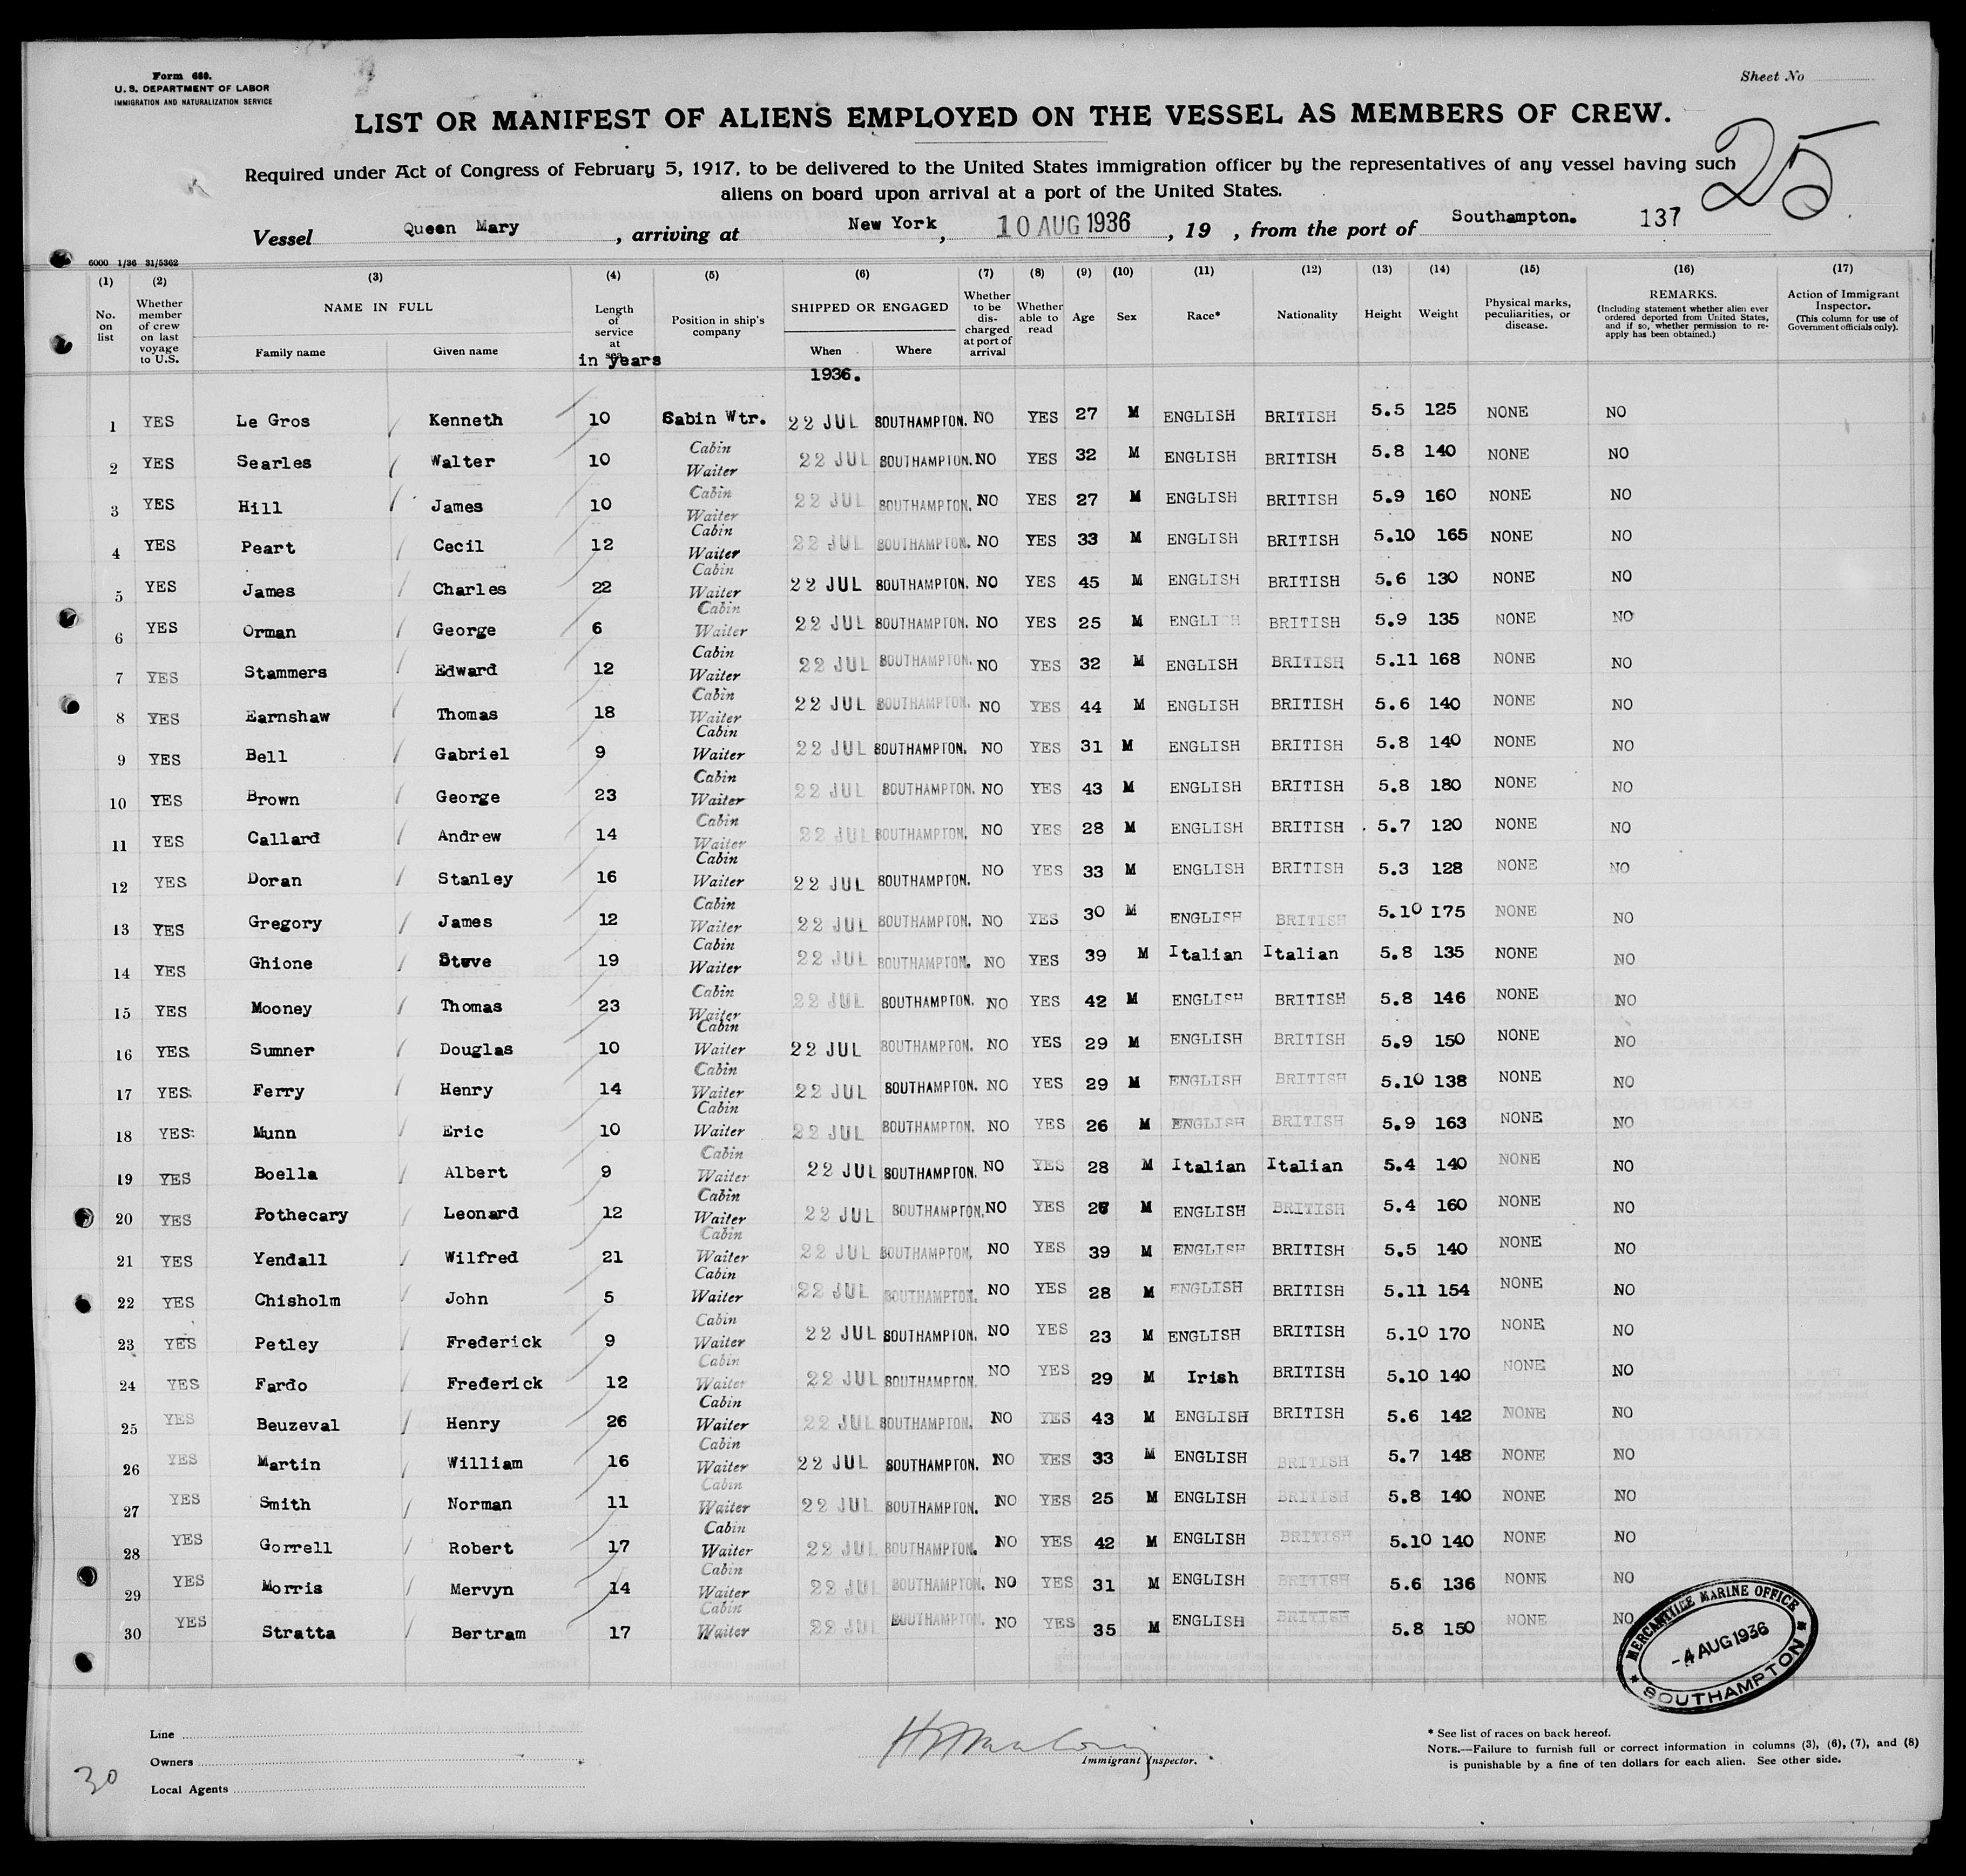 Form 680.
U. S. DEPARTMENT OF LABOR
IMMIGRATION AND NATURALIZATION SERVICE
Sheet No
LIST OR MANIFEST OF ALIENS EMPLOYED ON THE VESSEL AS MEMBERS OF CREW.
25
Required under Act of Congress of February 5, 1917, to be delivered to the United States immigration officer by the representatives of any vessel having such
aliens on board upon arrival at a port of the United States.
Vessel Queen Mary, arriving at New York, 10 AUG 1936, 19 , from the port of Southampton. 137
6000 1/36 31/5362
(1) (2) (3) (4) (5) (6) (7) (8) (9) (10) (11) (12) (13) (14) (15) (16) (17)
No. on list
Whether member of crew on last voyage to U.S.
NAME IN FULL
Family name Given name
Length of service at sea
in years
Position in ship's company
SHIPPED OR ENGAGED
When Where
1936.
Whether to be discharged at port of arrival
Whether able to read
Age
Sex
Race*
Nationality
Height
Weight
Physical marks, peculiarities, or disease.
REMARKS.
(Including statement whether alien ever ordered deported from United States, and if so, whether permission to re-apply has been obtained.)
Action of Immigrant Inspector.
(This column for use of Government officials only).
1 YES Le Gros Kenneth 10 Cabin Wtr. 22 JUL SOUTHAMPTON. NO YES 27 M ENGLISH BRITISH 5.5 125 NONE NO
2 YES Searles Walter 10 Cabin Waiter 22 JUL SOUTHAMPTON. NO YES 32 M ENGLISH BRITISH 5.8 140 NONE NO
3 YES Hill James 10 Cabin Waiter 22 JUL SOUTHAMPTON. NO YES 27 M ENGLISH BRITISH 5.9 160 NONE NO
4 YES Peart Cecil 12 Cabin Waiter 22 JUL SOUTHAMPTON. NO YES 33 M ENGLISH BRITISH 5.10 165 NONE NO
5 YES James Charles 22 Cabin Waiter 22 JUL SOUTHAMPTON. NO YES 45 M ENGLISH BRITISH 5.6 130 NONE NO
6 YES Orman George 6 Cabin Waiter 22 JUL SOUTHAMPTON. NO YES 25 M ENGLISH BRITISH 5.9 135 NONE NO
7 YES Stammers Edward 12 Cabin Waiter 22 JUL SOUTHAMPTON. NO YES 32 M ENGLISH BRITISH 5.11 168 NONE NO
8 YES Earnshaw Thomas 18 Cabin Waiter 22 JUL SOUTHAMPTON. NO YES 44 M ENGLISH BRITISH 5.6 140 NONE NO
9 YES Bell Gabriel 9 Cabin Waiter 22 JUL SOUTHAMPTON. NO YES 31 M ENGLISH BRITISH 5.8 140 NONE NO
10 YES Brown George 23 Cabin Waiter 22 JUL SOUTHAMPTON. NO YES 43 M ENGLISH BRITISH 5.8 180 NONE NO
11 YES Callard Andrew 14 Cabin Waiter 22 JUL SOUTHAMPTON. NO YES 28 M ENGLISH BRITISH 5.7 120 NONE NO
12 YES Doran Stanley 16 Cabin Waiter 22 JUL SOUTHAMPTON. NO YES 33 M ENGLISH BRITISH 5.3 128 NONE NO
13 YES Gregory James 12 Cabin Waiter 22 JUL SOUTHAMPTON. NO YES 30 M ENGLISH BRITISH 5.10 175 NONE NO
14 YES Ghione Steve 19 Cabin Waiter 22 JUL SOUTHAMPTON. NO YES 39 M Italian Italian 5.8 135 NONE NO
15 YES Mooney Thomas 23 Cabin Waiter 22 JUL SOUTHAMPTON. NO YES 42 M ENGLISH BRITISH 5.8 146 NONE NO
16 YES Sumner Douglas 10 Cabin Waiter 22 JUL SOUTHAMPTON. NO YES 29 M ENGLISH BRITISH 5.9 150 NONE NO
17 YES Ferry Henry 14 Cabin Waiter 22 JUL SOUTHAMPTON. NO YES 29 M ENGLISH BRITISH 5.10 138 NONE NO
18 YES Munn Eric 10 Cabin Waiter 22 JUL SOUTHAMPTON. NO YES 26 M ENGLISH BRITISH 5.9 163 NONE NO
19 YES Boella Albert 9 Cabin Waiter 22 JUL SOUTHAMPTON. NO YES 28 M Italian Italian 5.4 140 NONE NO
20 YES Pothecary Leonard 12 Cabin Waiter 22 JUL SOUTHAMPTON. NO YES M ENGLISH BRITISH 5.4 160 NONE NO
21 YES Yendall Wilfred 21 Cabin Waiter 22 JUL SOUTHAMPTON. NO YES 39 M ENGLISH BRITISH 5.5 140 NONE NO
22 YES Chisholm John 5 Cabin Waiter 22 JUL SOUTHAMPTON. NO YES 28 M ENGLISH BRITISH 5.11 154 NONE NO
23 YES Petley Frederick 9 Cabin Waiter 22 JUL SOUTHAMPTON. NO YES 23 M ENGLISH BRITISH 5.10 170 NONE NO
24 YES Fardo Frederick 12 Cabin Waiter 22 JUL SOUTHAMPTON. NO YES 29 M Irish BRITISH 5.10 140 NONE NO
25 YES Beuzeval Henry 26 Cabin Waiter 22 JUL SOUTHAMPTON. NO YES 43 M ENGLISH BRITISH 5.6 142 NONE NO
26 YES Martin William 16 Cabin Waiter 22 JUL SOUTHAMPTON. NO YES 33 M ENGLISH BRITISH 5.7 148 NONE NO
27 YES Smith Norman 11 Cabin Waiter 22 JUL SOUTHAMPTON. NO YES 25 M ENGLISH BRITISH 5.8 140 NONE NO
28 YES Gorrell Robert 17 Cabin Waiter 22 JUL SOUTHAMPTON. NO YES 42 M ENGLISH BRITISH 5.10 140 NONE NO
29 YES Morris Mervyn 14 Cabin Waiter 22 JUL SOUTHAMPTON. NO YES 31 M ENGLISH BRITISH 5.6 136 NONE NO
30 YES Stratta Bertram 17 Cabin Waiter 22 JUL SOUTHAMPTON. NO YES 35 M ENGLISH BRITISH 5.8 150 NONE NO
MERCANTILE MARINE OFFICE
-4 AUG 1936
SOUTHAMPTON
Line
Owners
Local Agents
30
Immigrant Inspector.
* See list of races on back hereof.
NOTE.—Failure to furnish full or correct information in columns (3), (6), (7), and (8)
is punishable by a fine of ten dollars for each alien. See other side.